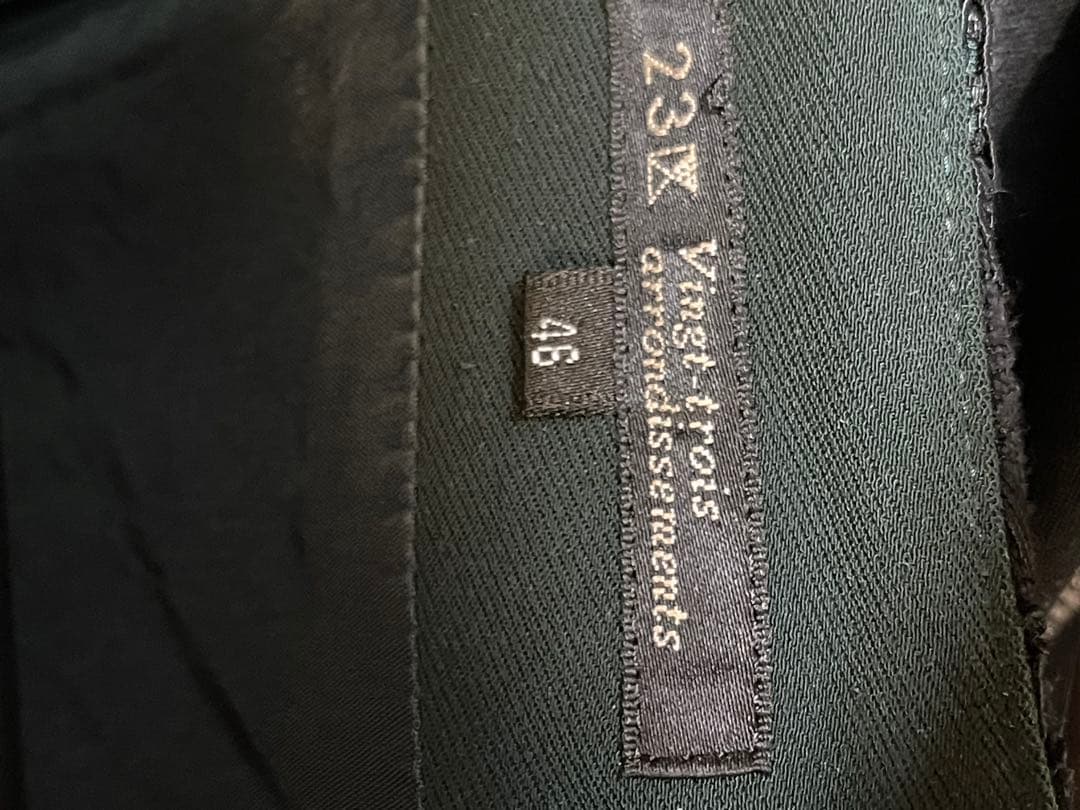 23区
Vingt-trois
arrondissements
46